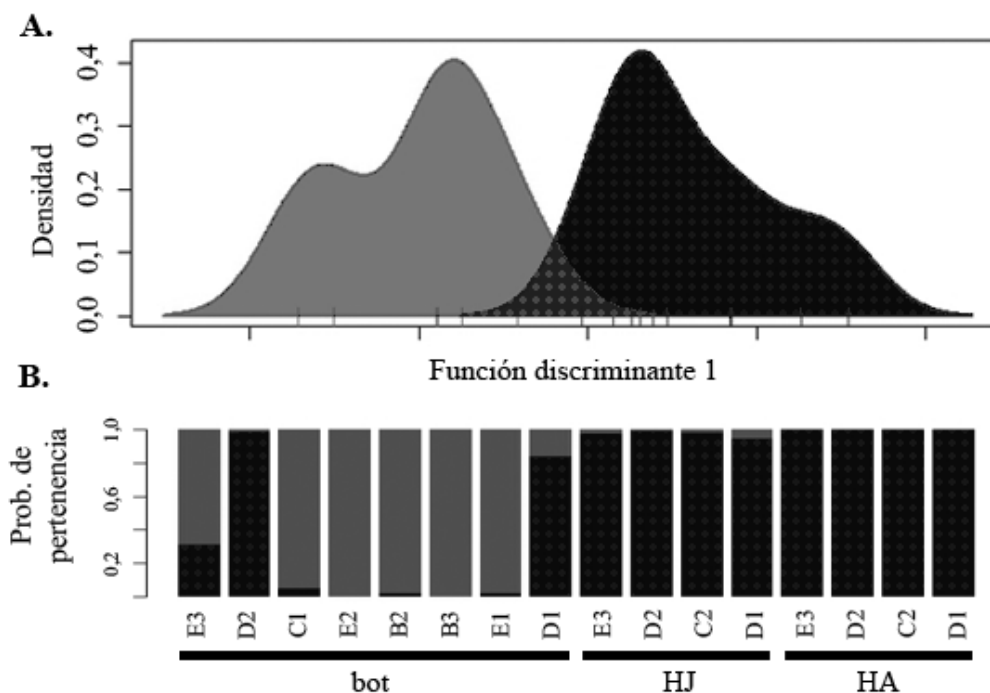 A.
Densidad
0,4
0,3
0,2
0,1
0,0
Función discriminante 1
B.
Prob. de
pertenencia
1,0
0,6
0,2
E3 D2 C1 E2 B2 B3 E1 D1 E3 D2 C2 D1 E3 D2 C2 D1
bot HJ HA